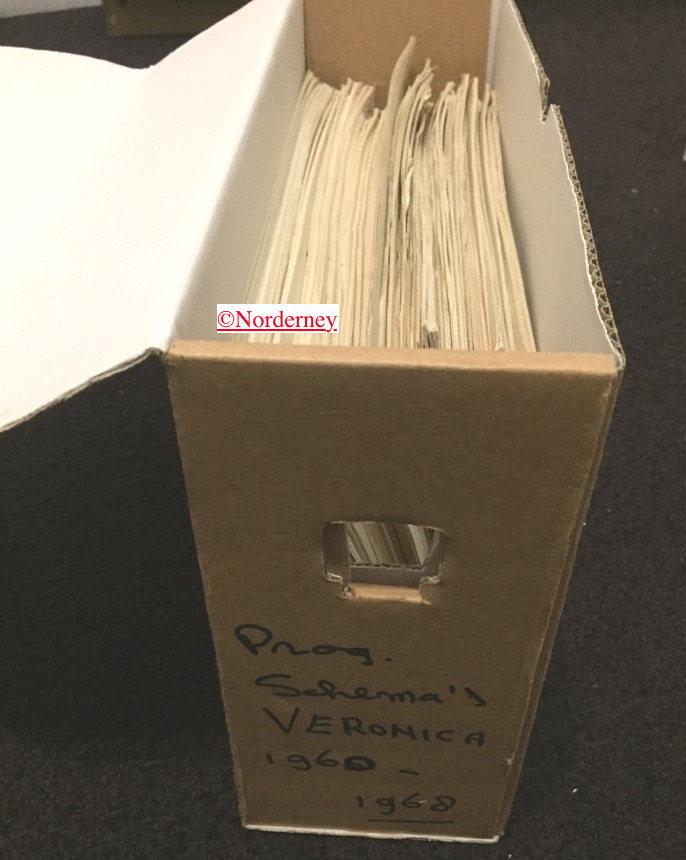 ©Norderney
Prog.
Schema's
VERONICA
1960 -
1968